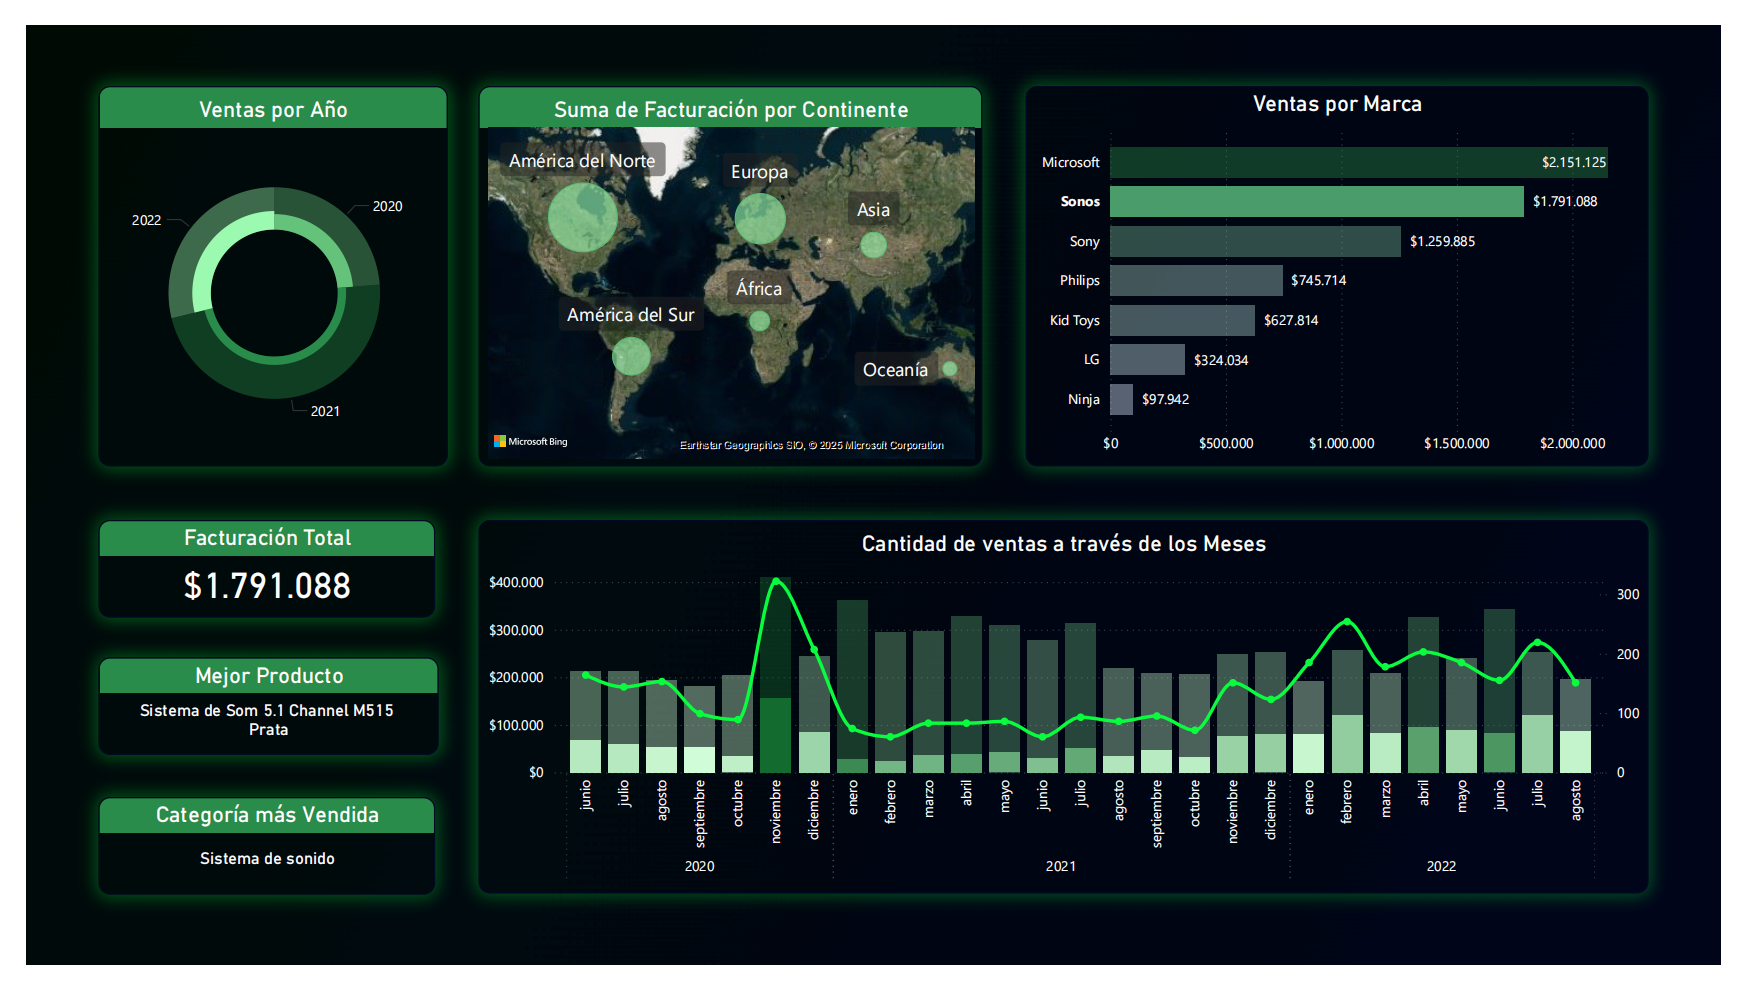 Ventas por Año
2020
2022
2021
Suma de Facturación por Continente
América del Norte
Europa
Asia
África
América del Sur
Oceanía
Microsoft Bing
Earthstar Geographics SIO, © 2025 Microsoft Corporation
Ventas por Marca
Microsoft $2.151.125
Sonos $1.791.088
Sony $1.259.885
Philips $745.714
Kid Toys $627.814
LG $324.034
Ninja $97.942
$0 $500.000 $1.000.000 $1.500.000 $2.000.000
Facturación Total
$1.791.088
Mejor Producto
Sistema de Som 5.1 Channel M515
Prata
Categoría más Vendida
Sistema de sonido
Cantidad de ventas a través de los Meses
$400.000
$300.000
$200.000
$100.000
$0
300
200
100
0
junio julio agosto septiembre octubre noviembre diciembre enero febrero marzo abril mayo junio julio agosto septiembre octubre noviembre diciembre enero febrero marzo abril mayo junio julio agosto
2020 2021 2022